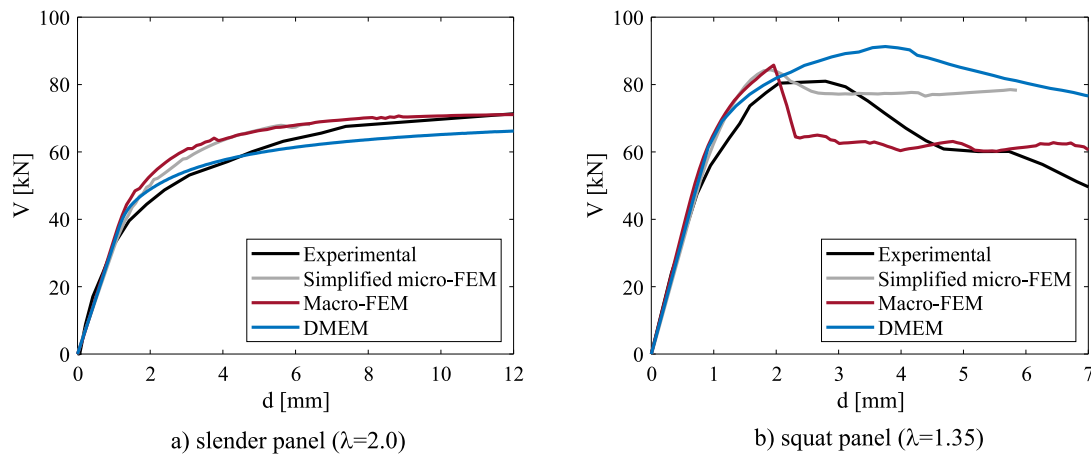 100
80
60
40
20
0
V [kN]
0 2 4 6 8 10 12
d [mm]
Experimental
Simplified micro-FEM
Macro-FEM
DMEM
a) slender panel (λ=2.0)
100
80
60
40
20
0
V [kN]
0 1 2 3 4 5 6 7
d [mm]
Experimental
Simplified micro-FEM
Macro-FEM
DMEM
b) squat panel (λ=1.35)